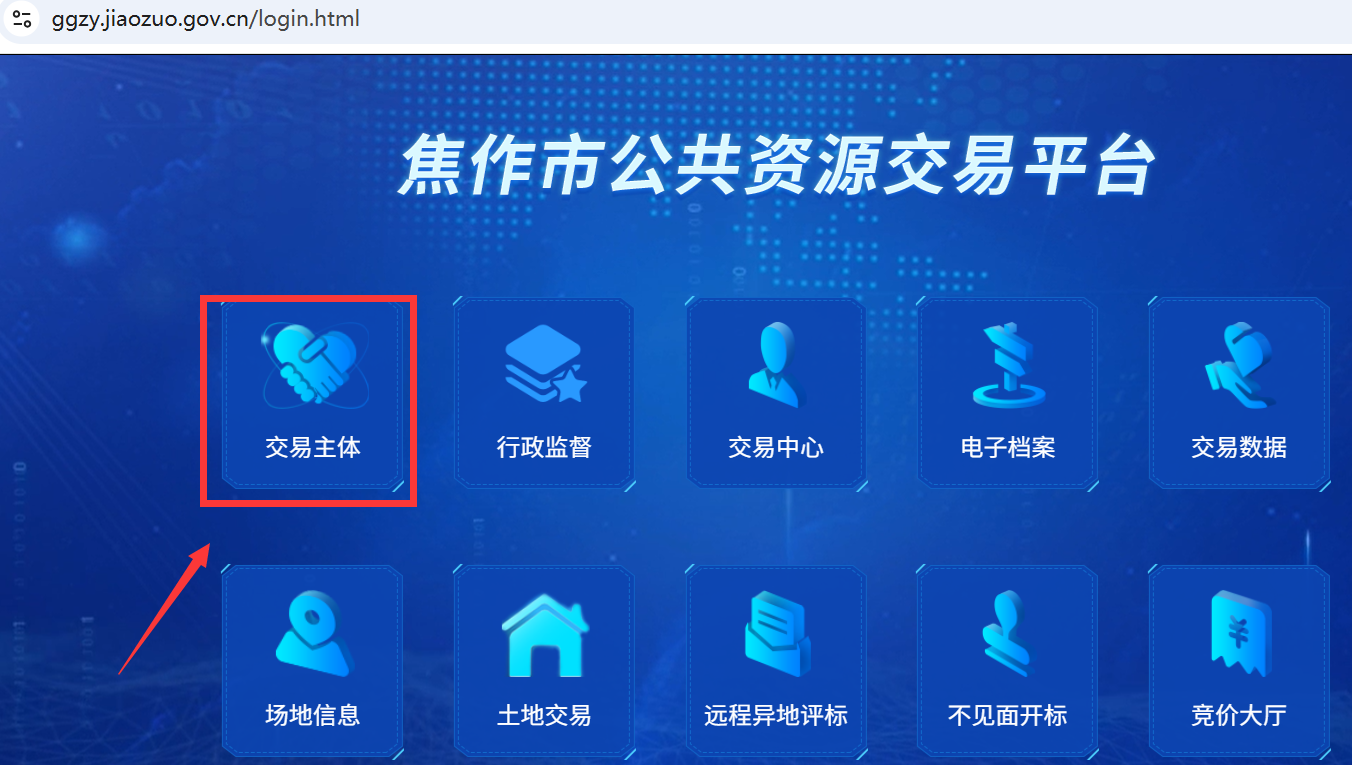 ggzy.jiaozuo.gov.cn/login.html
焦作市公共资源交易平台
交易主体
行政监督
交易中心
电子档案
交易数据
场地信息
土地交易
远程异地评标
不见面开标
竞价大厅